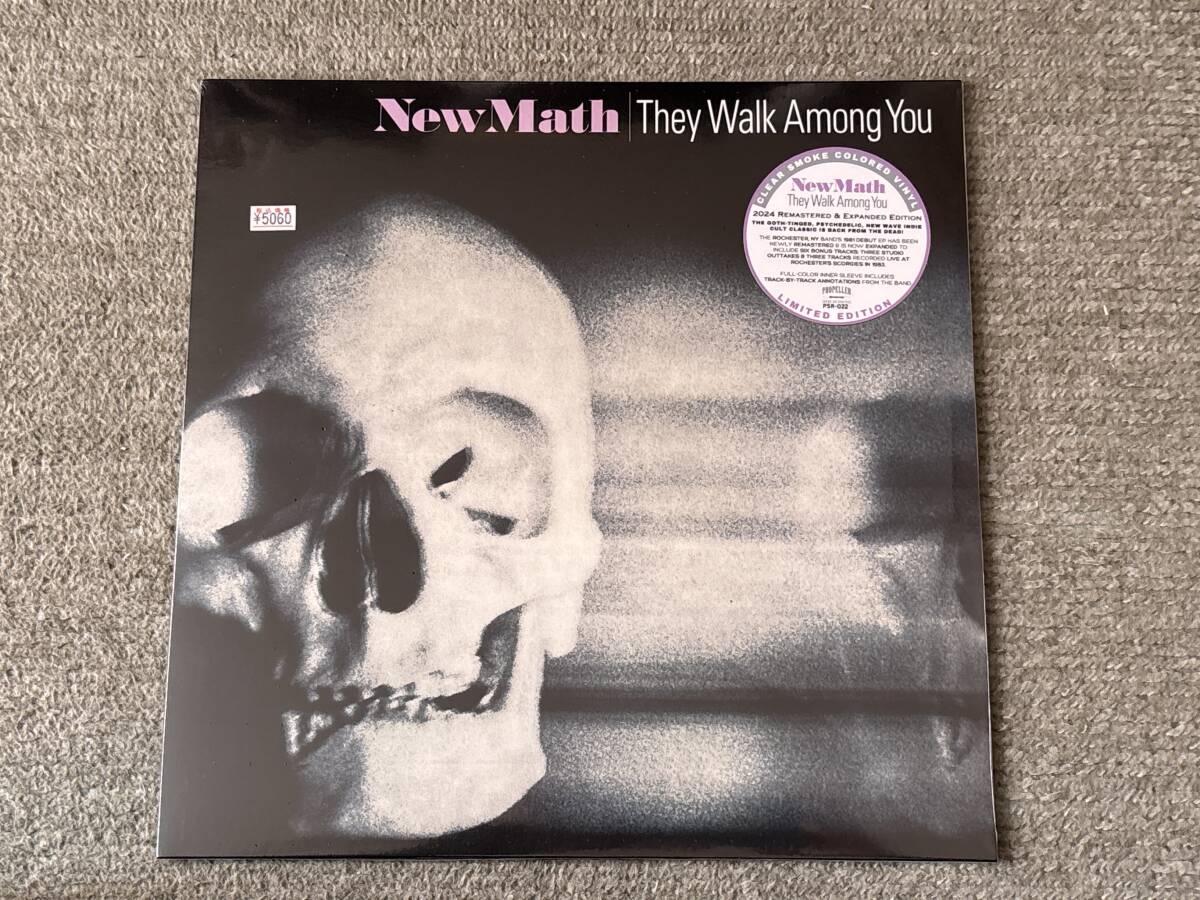 NewMath | They Walk Among You
¥5060
CLEAR SMOKE COLORED VINYL
NewMath
They Walk Among You
2024 REMASTERED & EXPANDED EDITION
THE GOTH-TINGED, PSYCHEDELIC, NEW WAVE INDIE
CULT CLASSIC IS BACK FROM THE DEAD!
THE ROCHESTER, NY BAND'S 1981 DEBUT EP HAS BEEN
NEWLY REMASTERED & IS NOW EXPANDED TO
INCLUDE SIX BONUS TRACKS: THREE STUDIO
OUTTAKES & THREE TRACKS RECORDED LIVE AT
ROCHESTER'S SCORGIES IN 1983.
FULL-COLOR INNER SLEEVE INCLUDES
TRACK-BY-TRACK ANNOTATIONS FROM THE BAND
PROPELLER
PSR-022
LIMITED EDITION